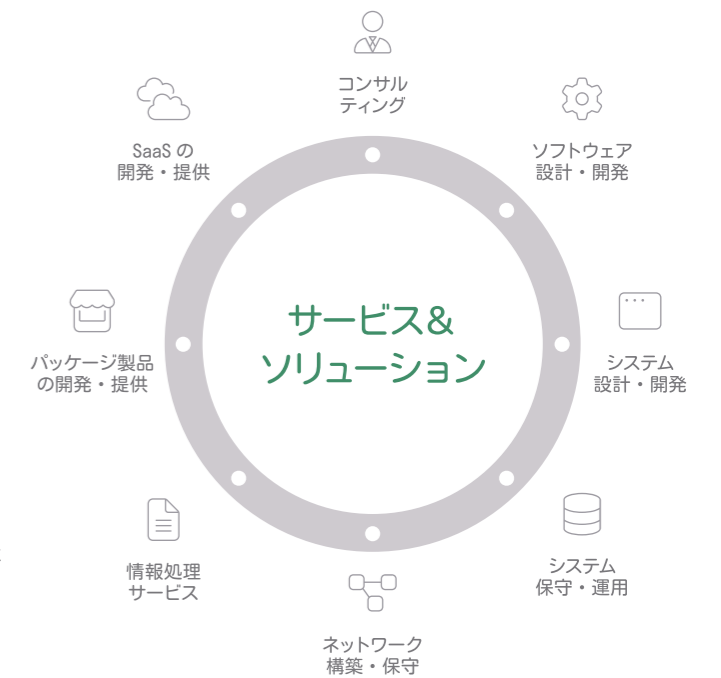 コンサル
ティング
SaaS の
開発・提供
ソフトウェア
設計・開発
サービス&
ソリューション
パッケージ製品
の開発・提供
システム
設計・開発
情報処理
サービス
システム
保守・運用
ネットワーク
構築・保守